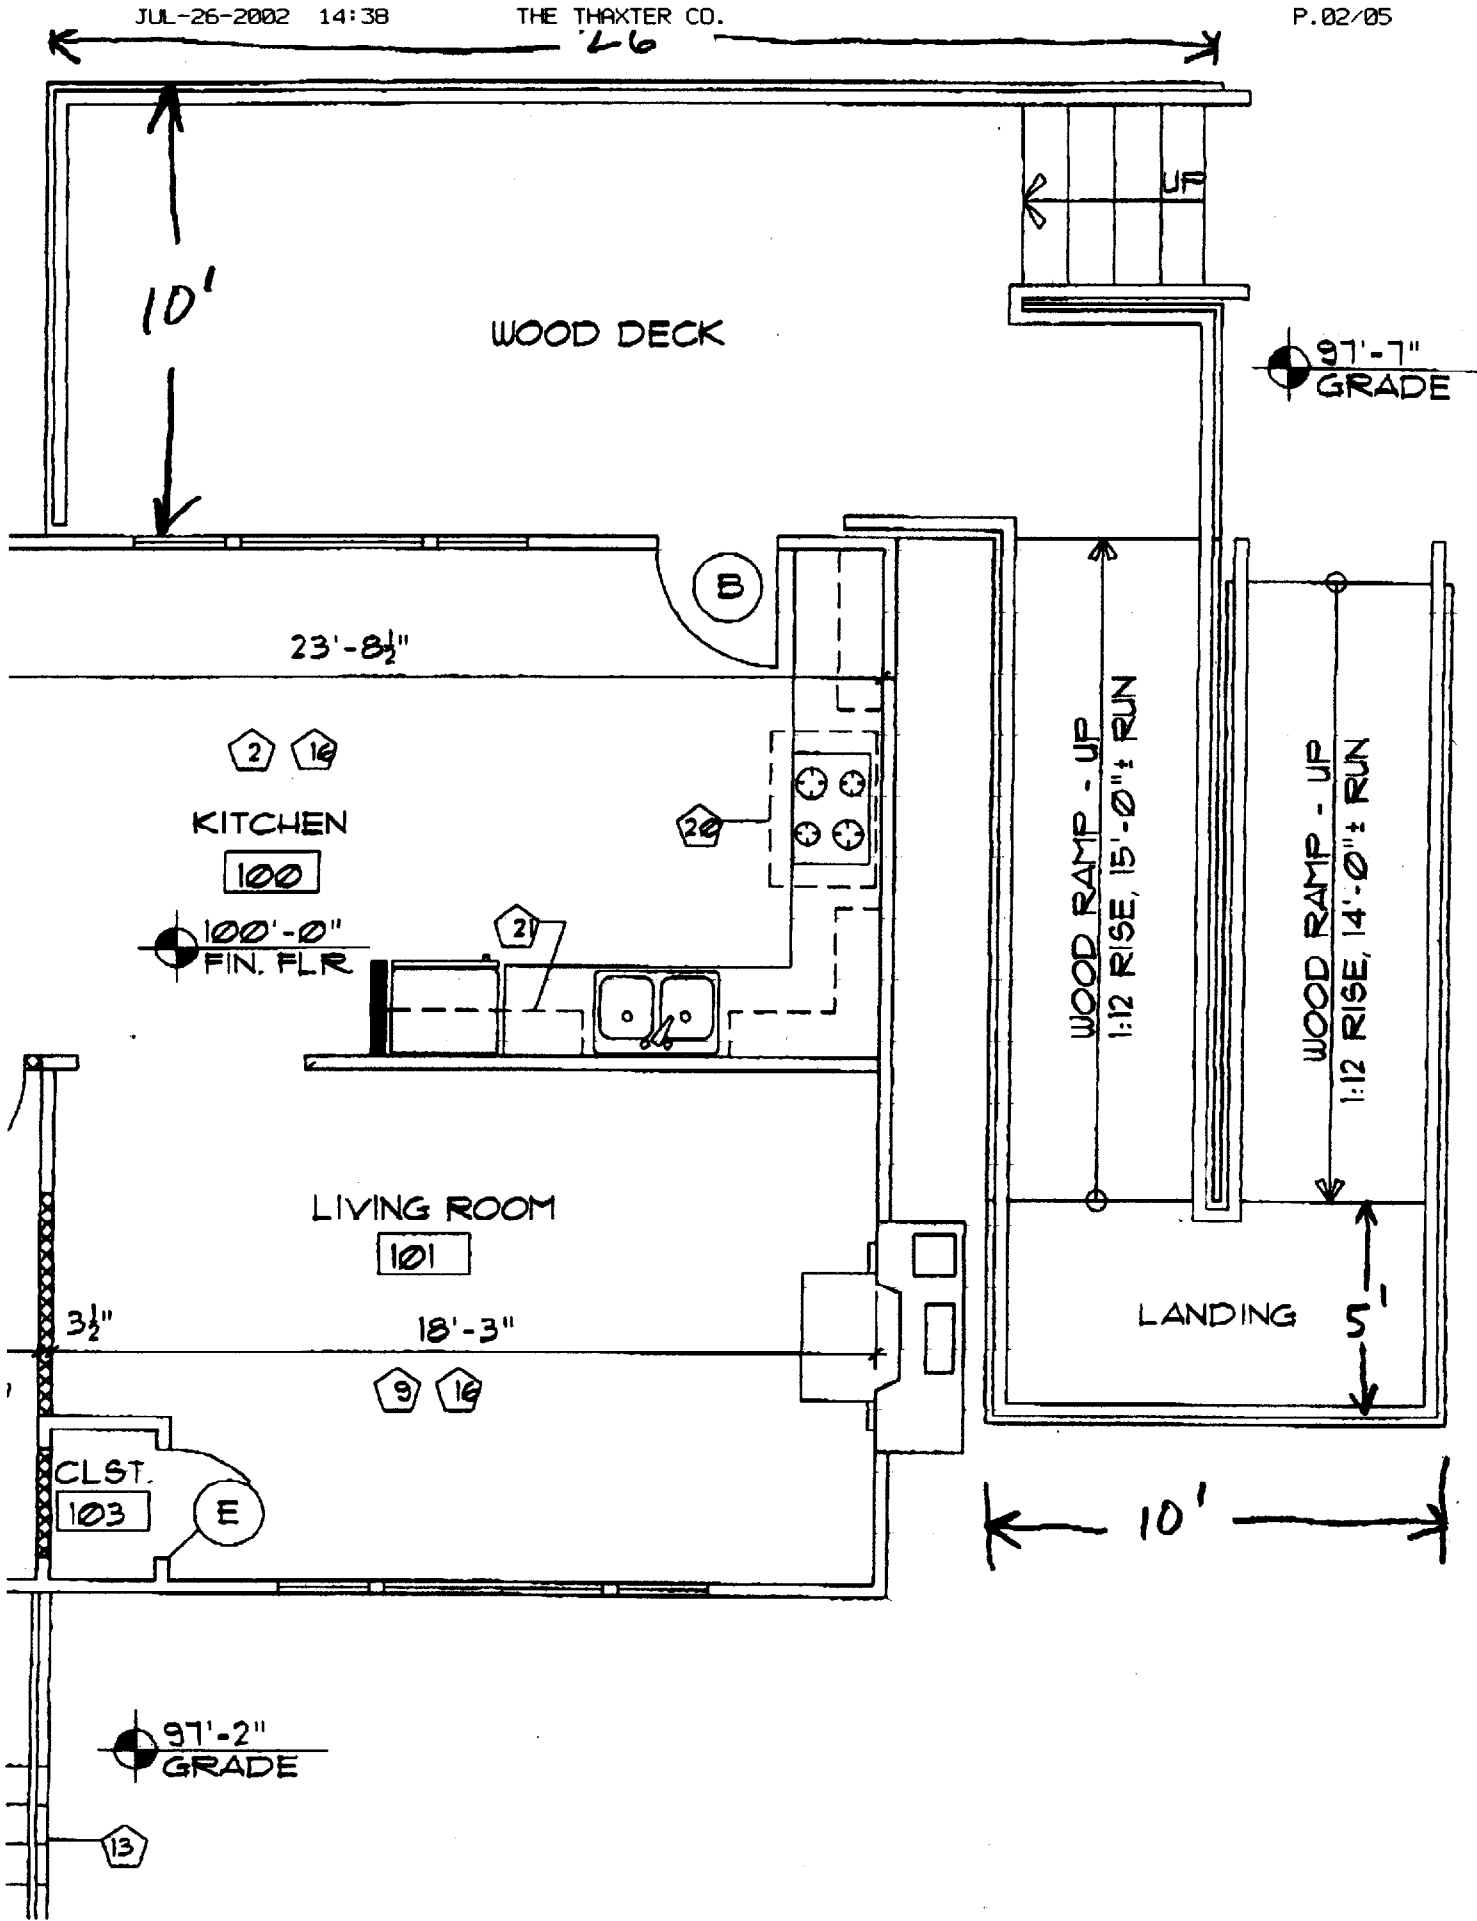 JUL-26-2002 14:38 THE THAXTER CO. P.02/05
26
10'
UP
WOOD DECK
97'-7"
GRADE
B
23'-8½"
2 16
KITCHEN
100
20
100'-0"
FIN. FLR.
21
WOOD RAMP - UP
1:12 RISE, 15'-0"± RUN
WOOD RAMP - UP
1:12 RISE, 14'-0"± RUN
LIVING ROOM
101
LANDING
5'
3½"
18'-3"
9 16
CLST.
103
E
10'
97'-2"
GRADE
13